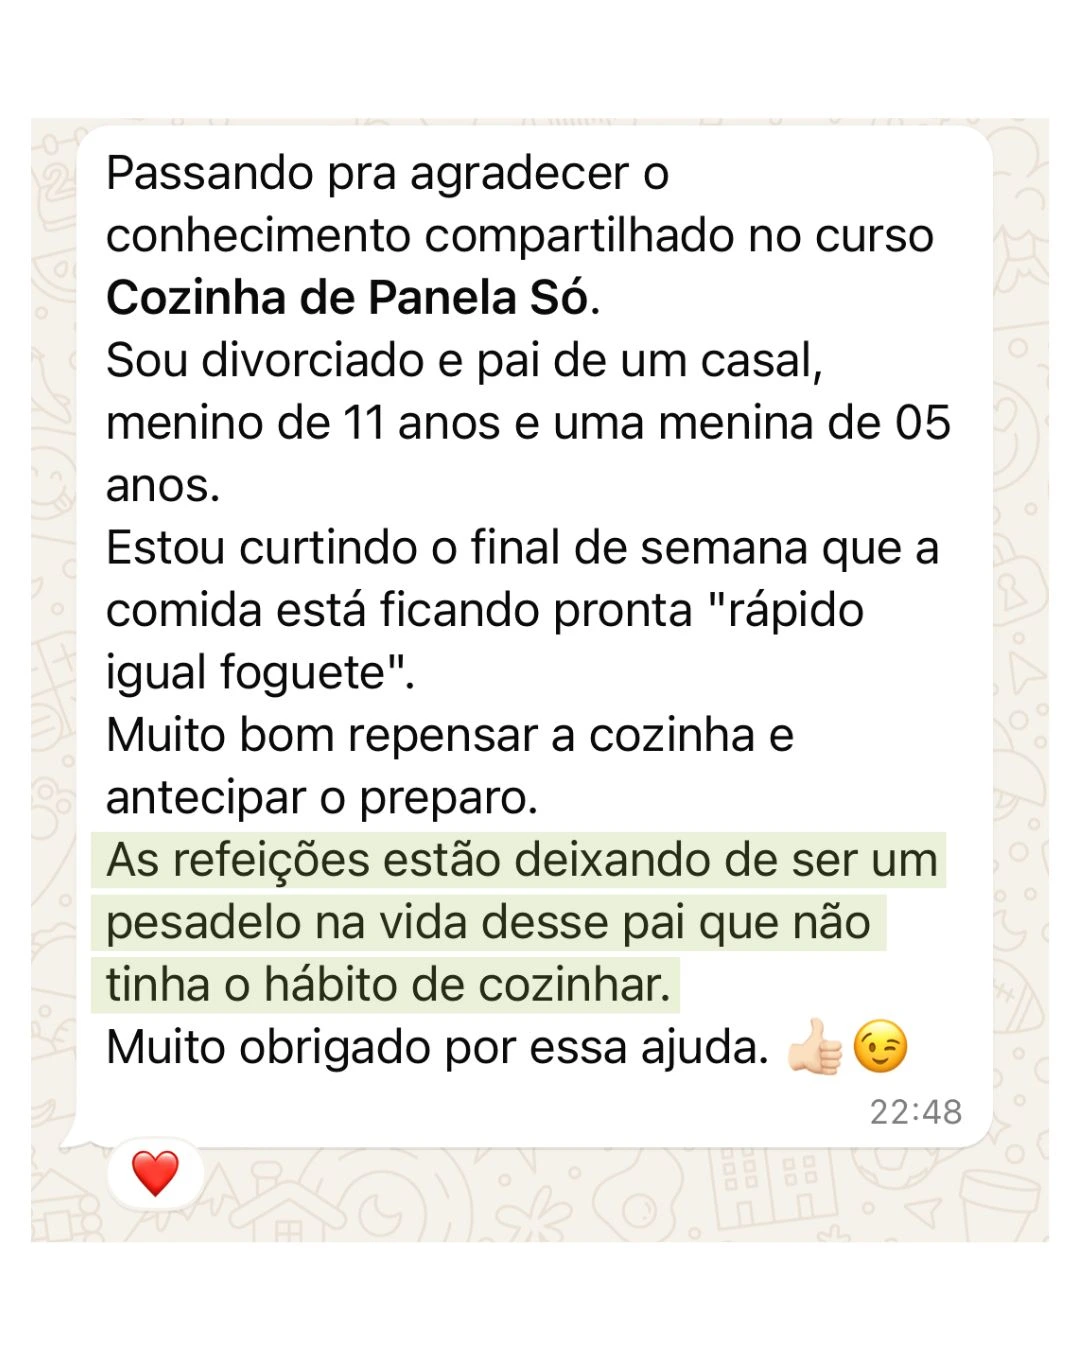 Passando pra agradecer o
conhecimento compartilhado no curso
Cozinha de Panela Só.
Sou divorciado e pai de um casal,
menino de 11 anos e uma menina de 05
anos.
Estou curtindo o final de semana que a
comida está ficando pronta "rápido
igual foguete".
Muito bom repensar a cozinha e
antecipar o preparo.
As refeições estão deixando de ser um
pesadelo na vida desse pai que não
tinha o hábito de cozinhar.
Muito obrigado por essa ajuda. 👍🏻😉
22:48
❤️